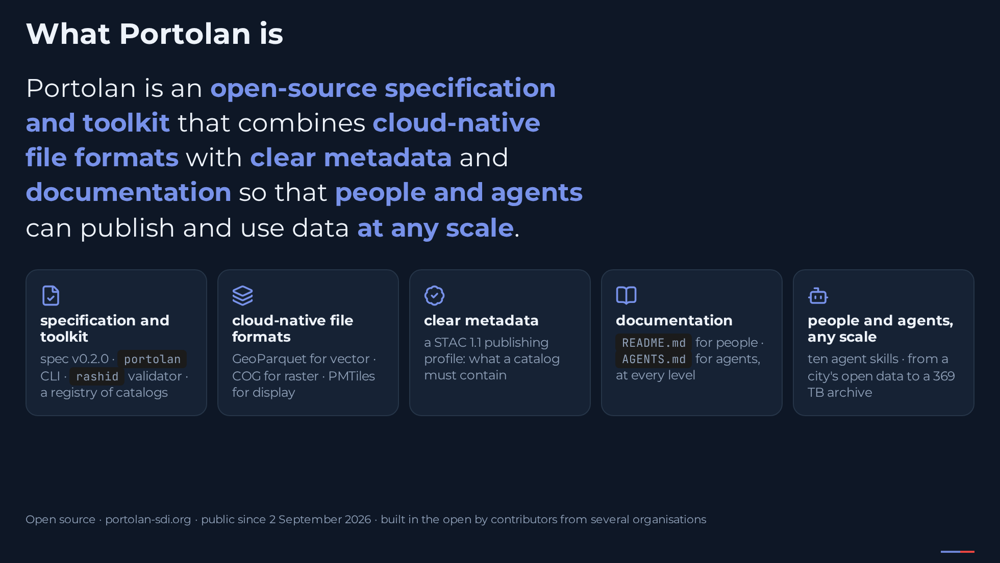 What Portolan is
Portolan is an open-source specification
and toolkit that combines cloud-native
file formats with clear metadata and
documentation so that people and agents
can publish and use data at any scale.
specification and
toolkit
spec v0.2.0 · portolan
CLI · rashid validator ·
a registry of catalogs
cloud-native file
formats
GeoParquet for vector ·
COG for raster · PMTiles
for display
clear metadata
a STAC 1.1 publishing
profile: what a catalog
must contain
documentation
README.md for people ·
AGENTS.md for agents,
at every level
people and agents,
any scale
ten agent skills · from a
city's open data to a 369
TB archive
Open source · portolan-sdi.org · public since 2 September 2026 · built in the open by contributors from several organisations